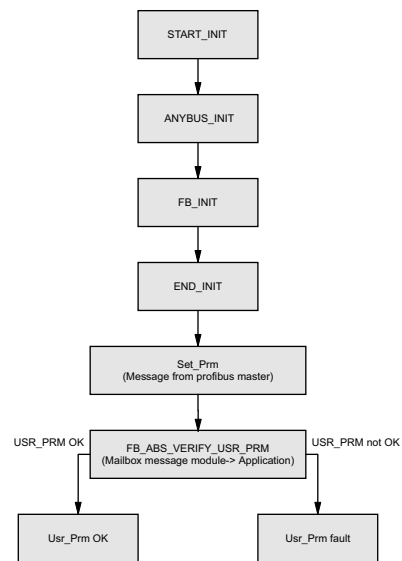 START_INIT
ANYBUS_INIT
FB_INIT
END_INIT
Set_Prm
(Message from profibus master)
USR_PRM OK
FB_ABS_VERIFY_USR_PRM
(Mailbox message module-> Application)
USR_PRM not OK
Usr_Prm OK
Usr_Prm fault